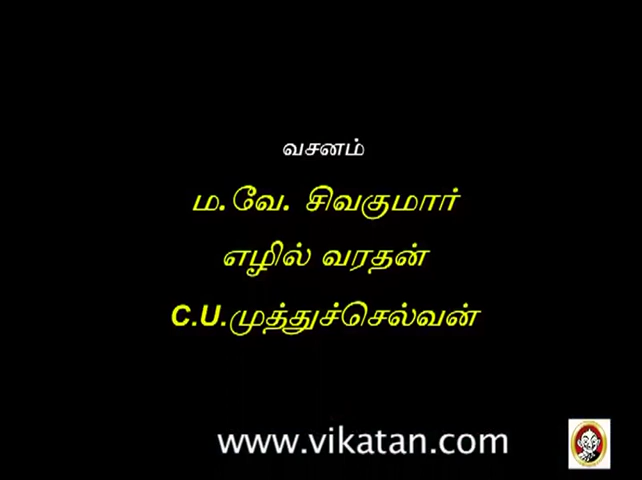 வசனம்
ம.வே. சிவகுமார்
எழில் வரதன்
C.U.முத்துச்செல்வன்
www.vikatan.com